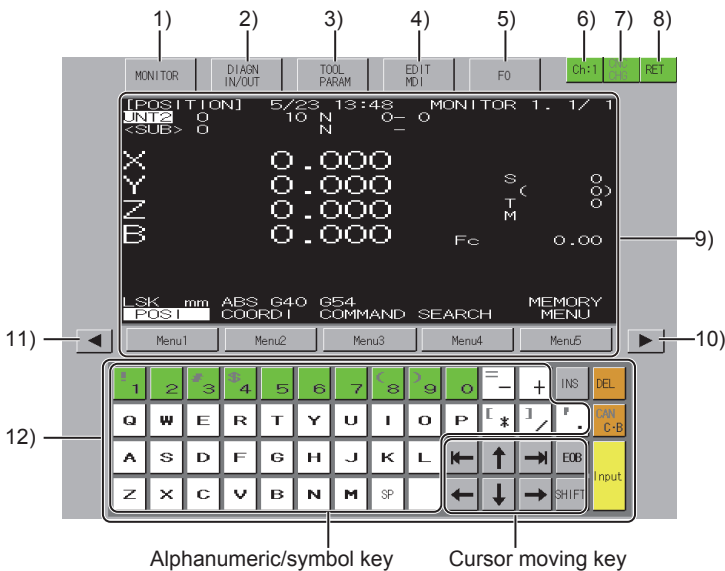 1) 2) 3) 4) 5) 6) 7) 8)
MONITOR DIAGN IN/OUT TOOL PARAM EDIT MDI FO Ch:1 CNC CHG RET
[POSITION] 5/23 13:48 MONITOR 1. 1/ 1
UNT2 O 10 N 0- 0
<SUB> O N -
X 0.000
Y 0.000 S 0
( 0)
Z 0.000 T 0
M
B 0.000 Fc 0.00
9)
LSK mm ABS G40 G54 MEMORY
POSI COORDI COMMAND SEARCH MENU
11) ◀ Menu1 Menu2 Menu3 Menu4 Menu5 ▶ 10)
! 1 2 # 3 $ 4 5 6 7 ( 8 ) 9 0 = - + INS DEL
Q W E R T Y U I O P [ * ] / ' . CAN C·B
12)
A S D F G H J K L ⇤ ↑ ⇥ EOB Input
Z X C V B N M SP ← ↓ → SHIFT
Alphanumeric/symbol key Cursor moving key